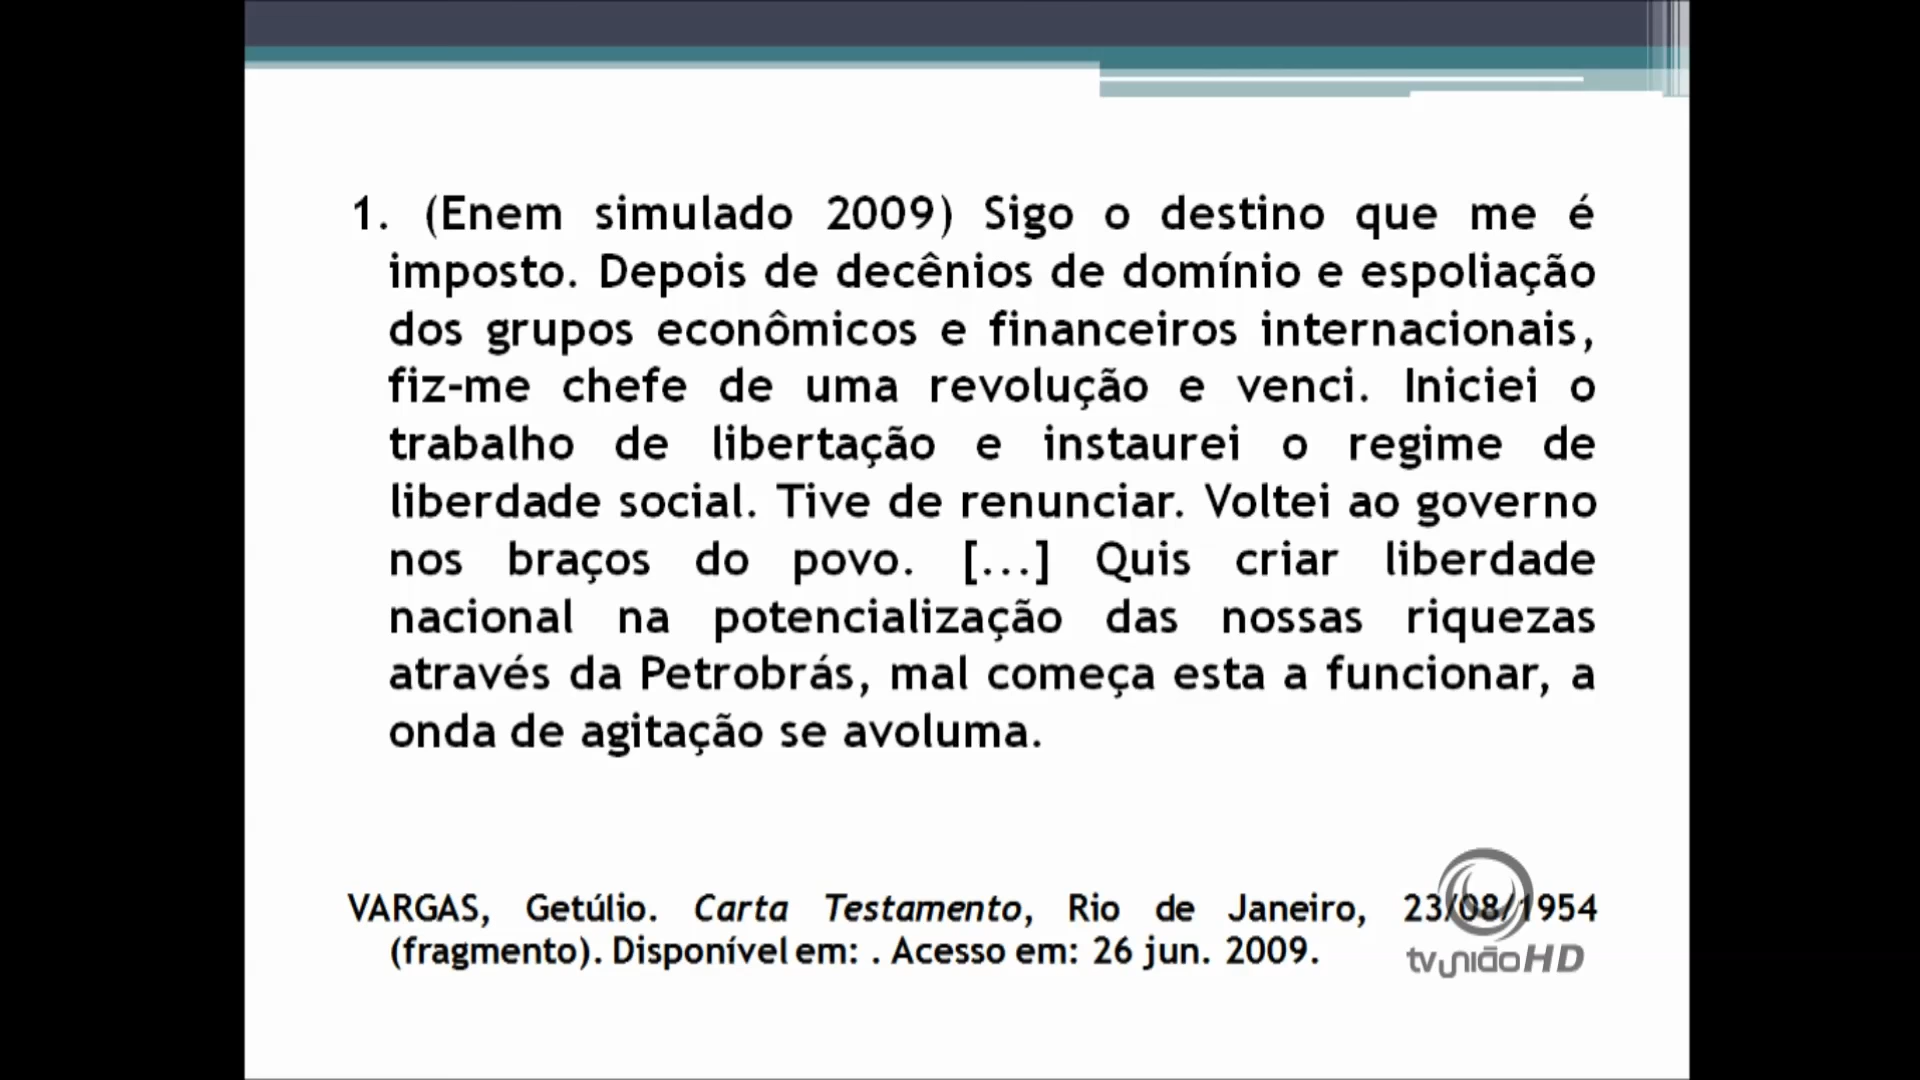 1. (Enem simulado 2009) Sigo o destino que me é
imposto. Depois de decênios de domínio e espoliação
dos grupos econômicos e financeiros internacionais,
fiz-me chefe de uma revolução e venci. Iniciei o
trabalho de libertação e instaurei o regime de
liberdade social. Tive de renunciar. Voltei ao governo
nos braços do povo. [...] Quis criar liberdade
nacional na potencialização das nossas riquezas
através da Petrobrás, mal começa esta a funcionar, a
onda de agitação se avoluma.
VARGAS, Getúlio. Carta Testamento, Rio de Janeiro, 23/08/1954
(fragmento). Disponível em: . Acesso em: 26 jun. 2009.
tv união HD